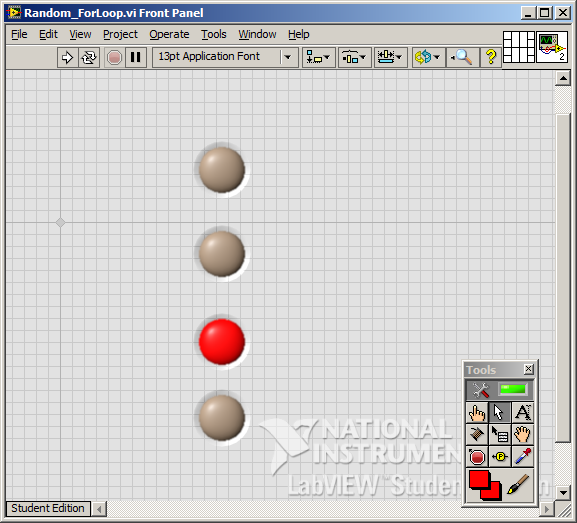 Random_ForLoop.vi Front Panel
File Edit View Project Operate Tools Window Help
13pt Application Font
?
2
Tools
A
P
NATIONAL
INSTRUMEN
LabVIEW™ Studen
Student Edition